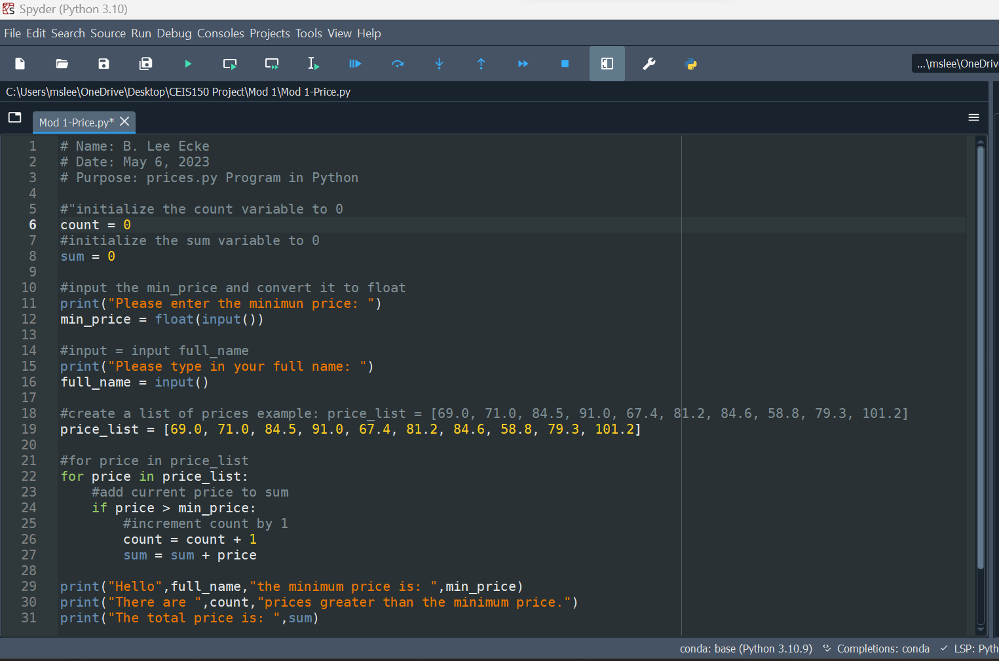 Spyder (Python 3.10)
File Edit Search Source Run Debug Consoles Projects Tools View Help
...\mslee\OneDriv
C:\Users\mslee\OneDrive\Desktop\CEIS150 Project\Mod 1\Mod 1-Price.py
Mod 1-Price.py*
1 # Name: B. Lee Ecke
2 # Date: May 6, 2023
3 # Purpose: prices.py Program in Python
4
5 #"initialize the count variable to 0
6 count = 0
7 #initialize the sum variable to 0
8 sum = 0
9
10 #input the min_price and convert it to float
11 print("Please enter the minimun price: ")
12 min_price = float(input())
13
14 #input = input full_name
15 print("Please type in your full name: ")
16 full_name = input()
17
18 #create a list of prices example: price_list = [69.0, 71.0, 84.5, 91.0, 67.4, 81.2, 84.6, 58.8, 79.3, 101.2]
19 price_list = [69.0, 71.0, 84.5, 91.0, 67.4, 81.2, 84.6, 58.8, 79.3, 101.2]
20
21 #for price in price_list
22 for price in price_list:
23     #add current price to sum
24     if price > min_price:
25         #increment count by 1
26         count = count + 1
27         sum = sum + price
28
29 print("Hello",full_name,"the minimum price is: ",min_price)
30 print("There are ",count,"prices greater than the minimum price.")
31 print("The total price is: ",sum)
conda: base (Python 3.10.9) Completions: conda LSP: Pyth